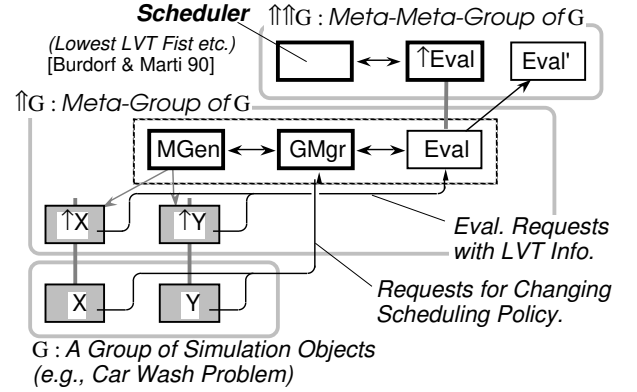 Scheduler
⇑⇑G : Meta-Meta-Group of G
(Lowest LVT Fist etc.)
[Burdorf & Marti 90]
↑Eval
Eval'
⇑G : Meta-Group of G
MGen
GMgr
Eval
↑X
↑Y
Eval. Requests
with LVT Info.
X
Y
Requests for Changing
Scheduling Policy.
G : A Group of Simulation Objects
(e.g., Car Wash Problem)